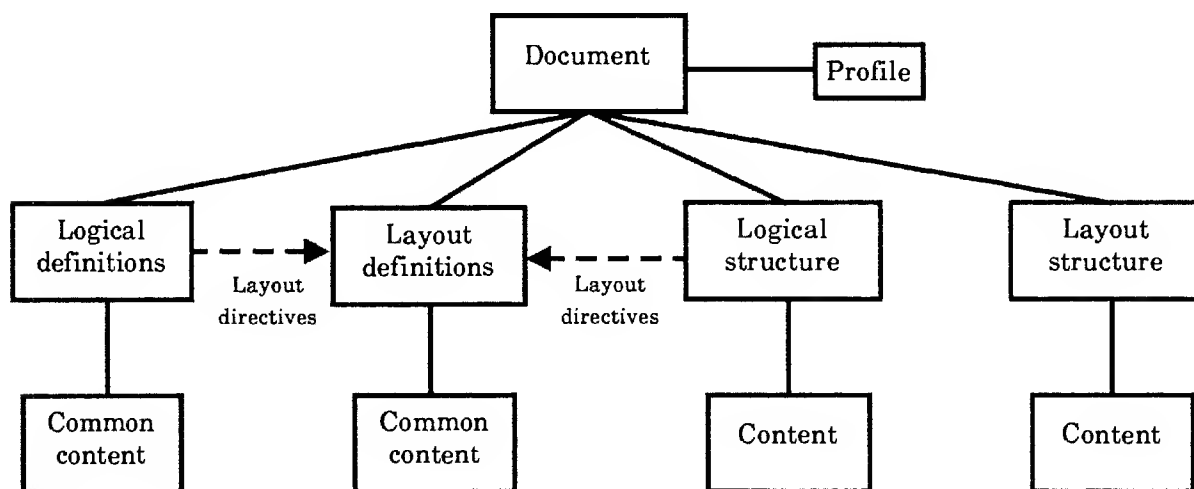 Document
Profile
Logical
definitions
Layout
definitions
Logical
structure
Layout
structure
Layout
directives
Layout
directives
Common
content
Common
content
Content
Content